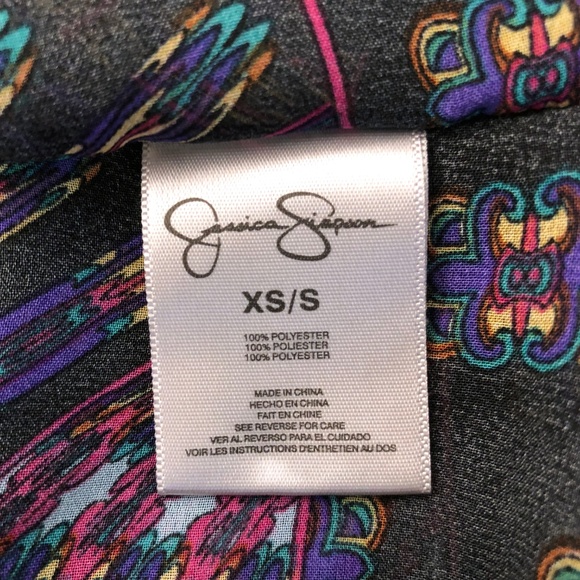 Jessica Simpson
XS/S
100% POLYESTER
100% POLIESTER
100% POLYESTER
MADE IN CHINA
HECHO EN CHINA
FAIT EN CHINE
SEE REVERSE FOR CARE
VER AL REVERSO PARA EL CUIDADO
VOIR LES INSTRUCTIONS D'ENTRETIEN AU DOS